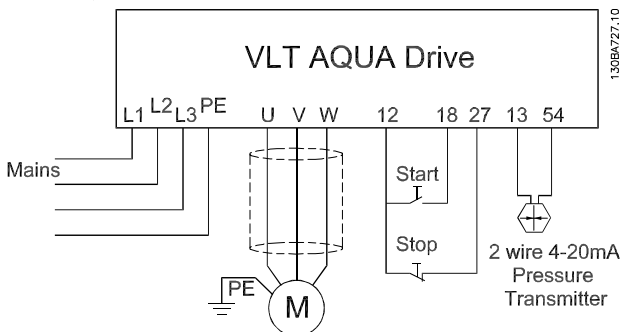 VLT AQUA Drive
130BA727.10
L1 L2 L3 PE U V W 12 18 27 13 54
Mains
Start
Stop
2 wire 4-20mA
Pressure
Transmitter
PE
M